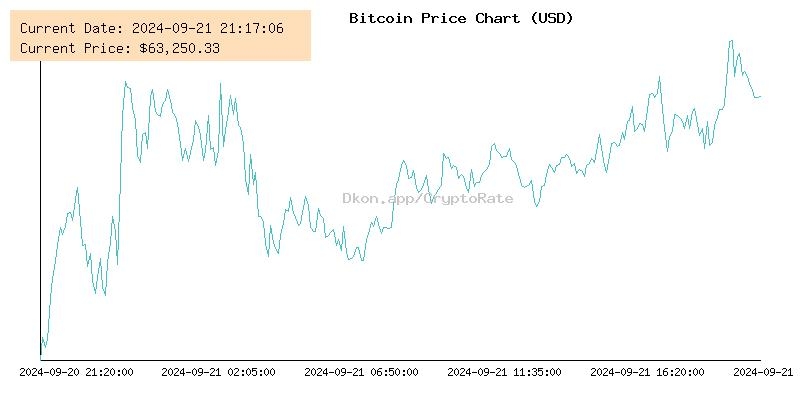 Bitcoin Price Chart (USD)
Current Date: 2024-09-21 21:17:06
Current Price: $63,250.33
Dkon.app/CryptoRate
2024-09-20 21:20:00 2024-09-21 02:05:00 2024-09-21 06:50:00 2024-09-21 11:35:00 2024-09-21 16:20:00 2024-09-21